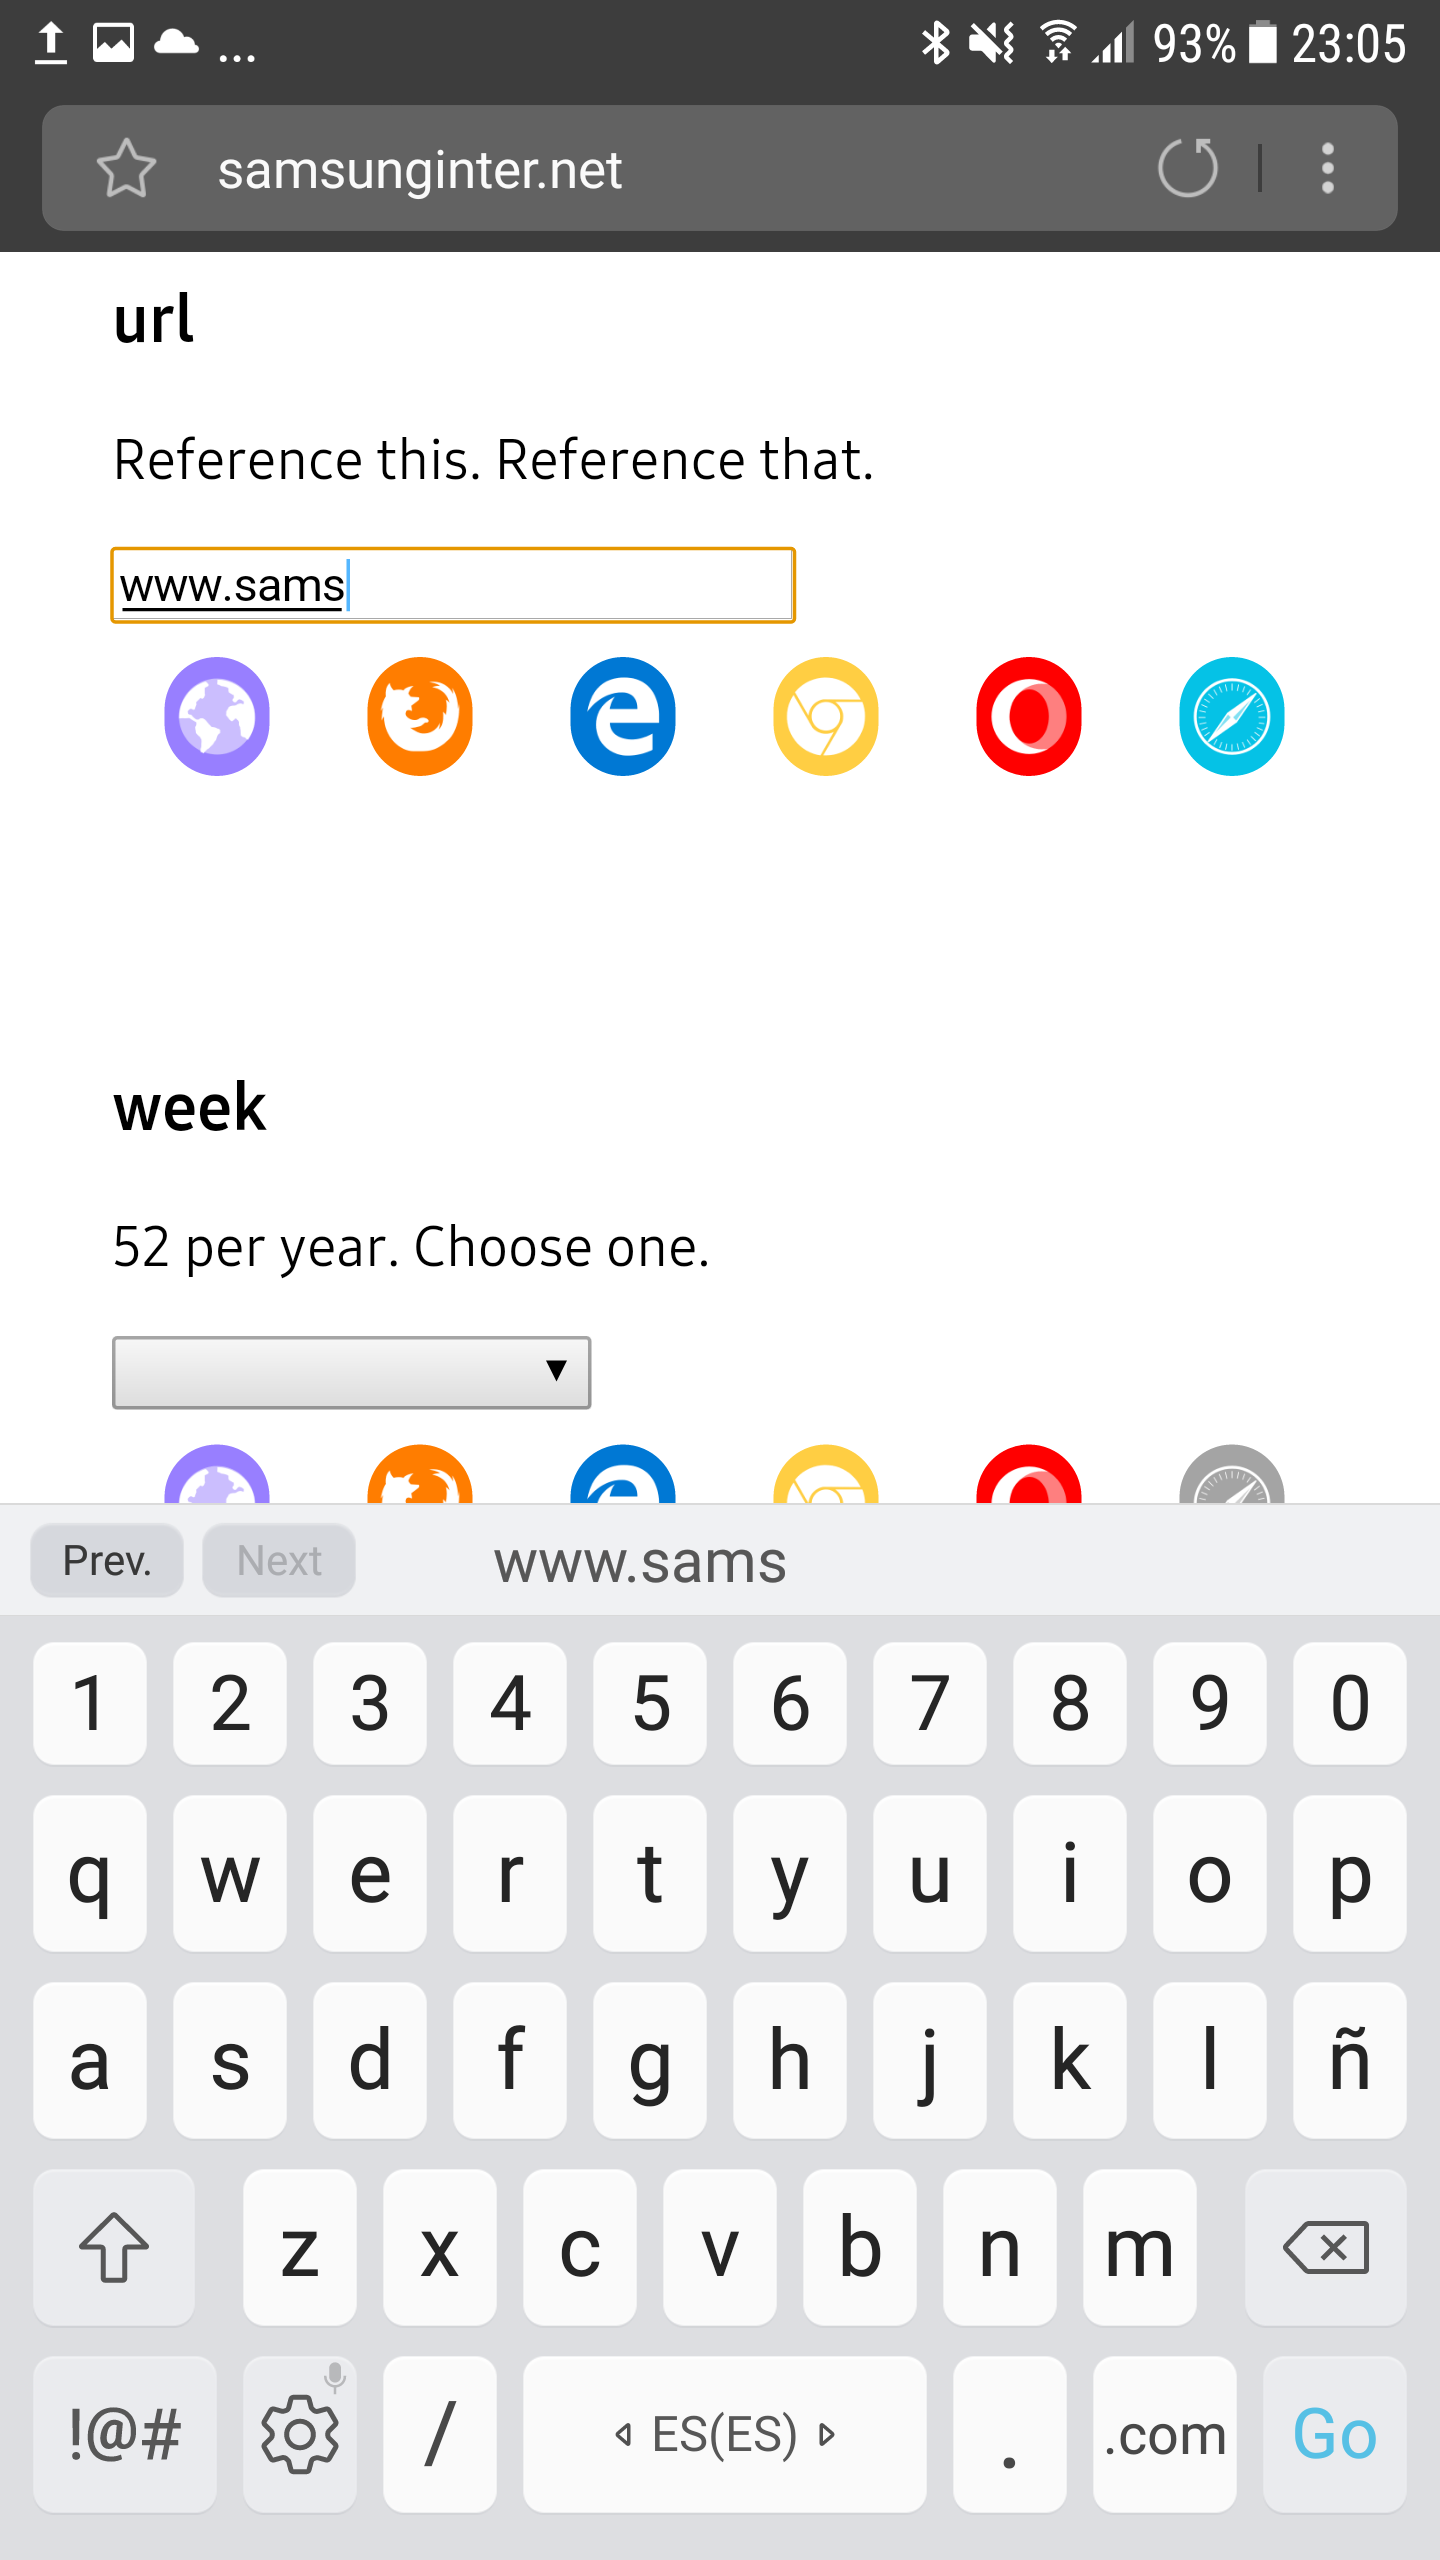 ... 93% 23:05
samsunginter.net
url
Reference this. Reference that.
www.sams
week
52 per year. Choose one.
Prev. Next www.sams
1 2 3 4 5 6 7 8 9 0
q w e r t y u i o p
a s d f g h j k l ñ
z x c v b n m
!@# / ES(ES) . .com Go